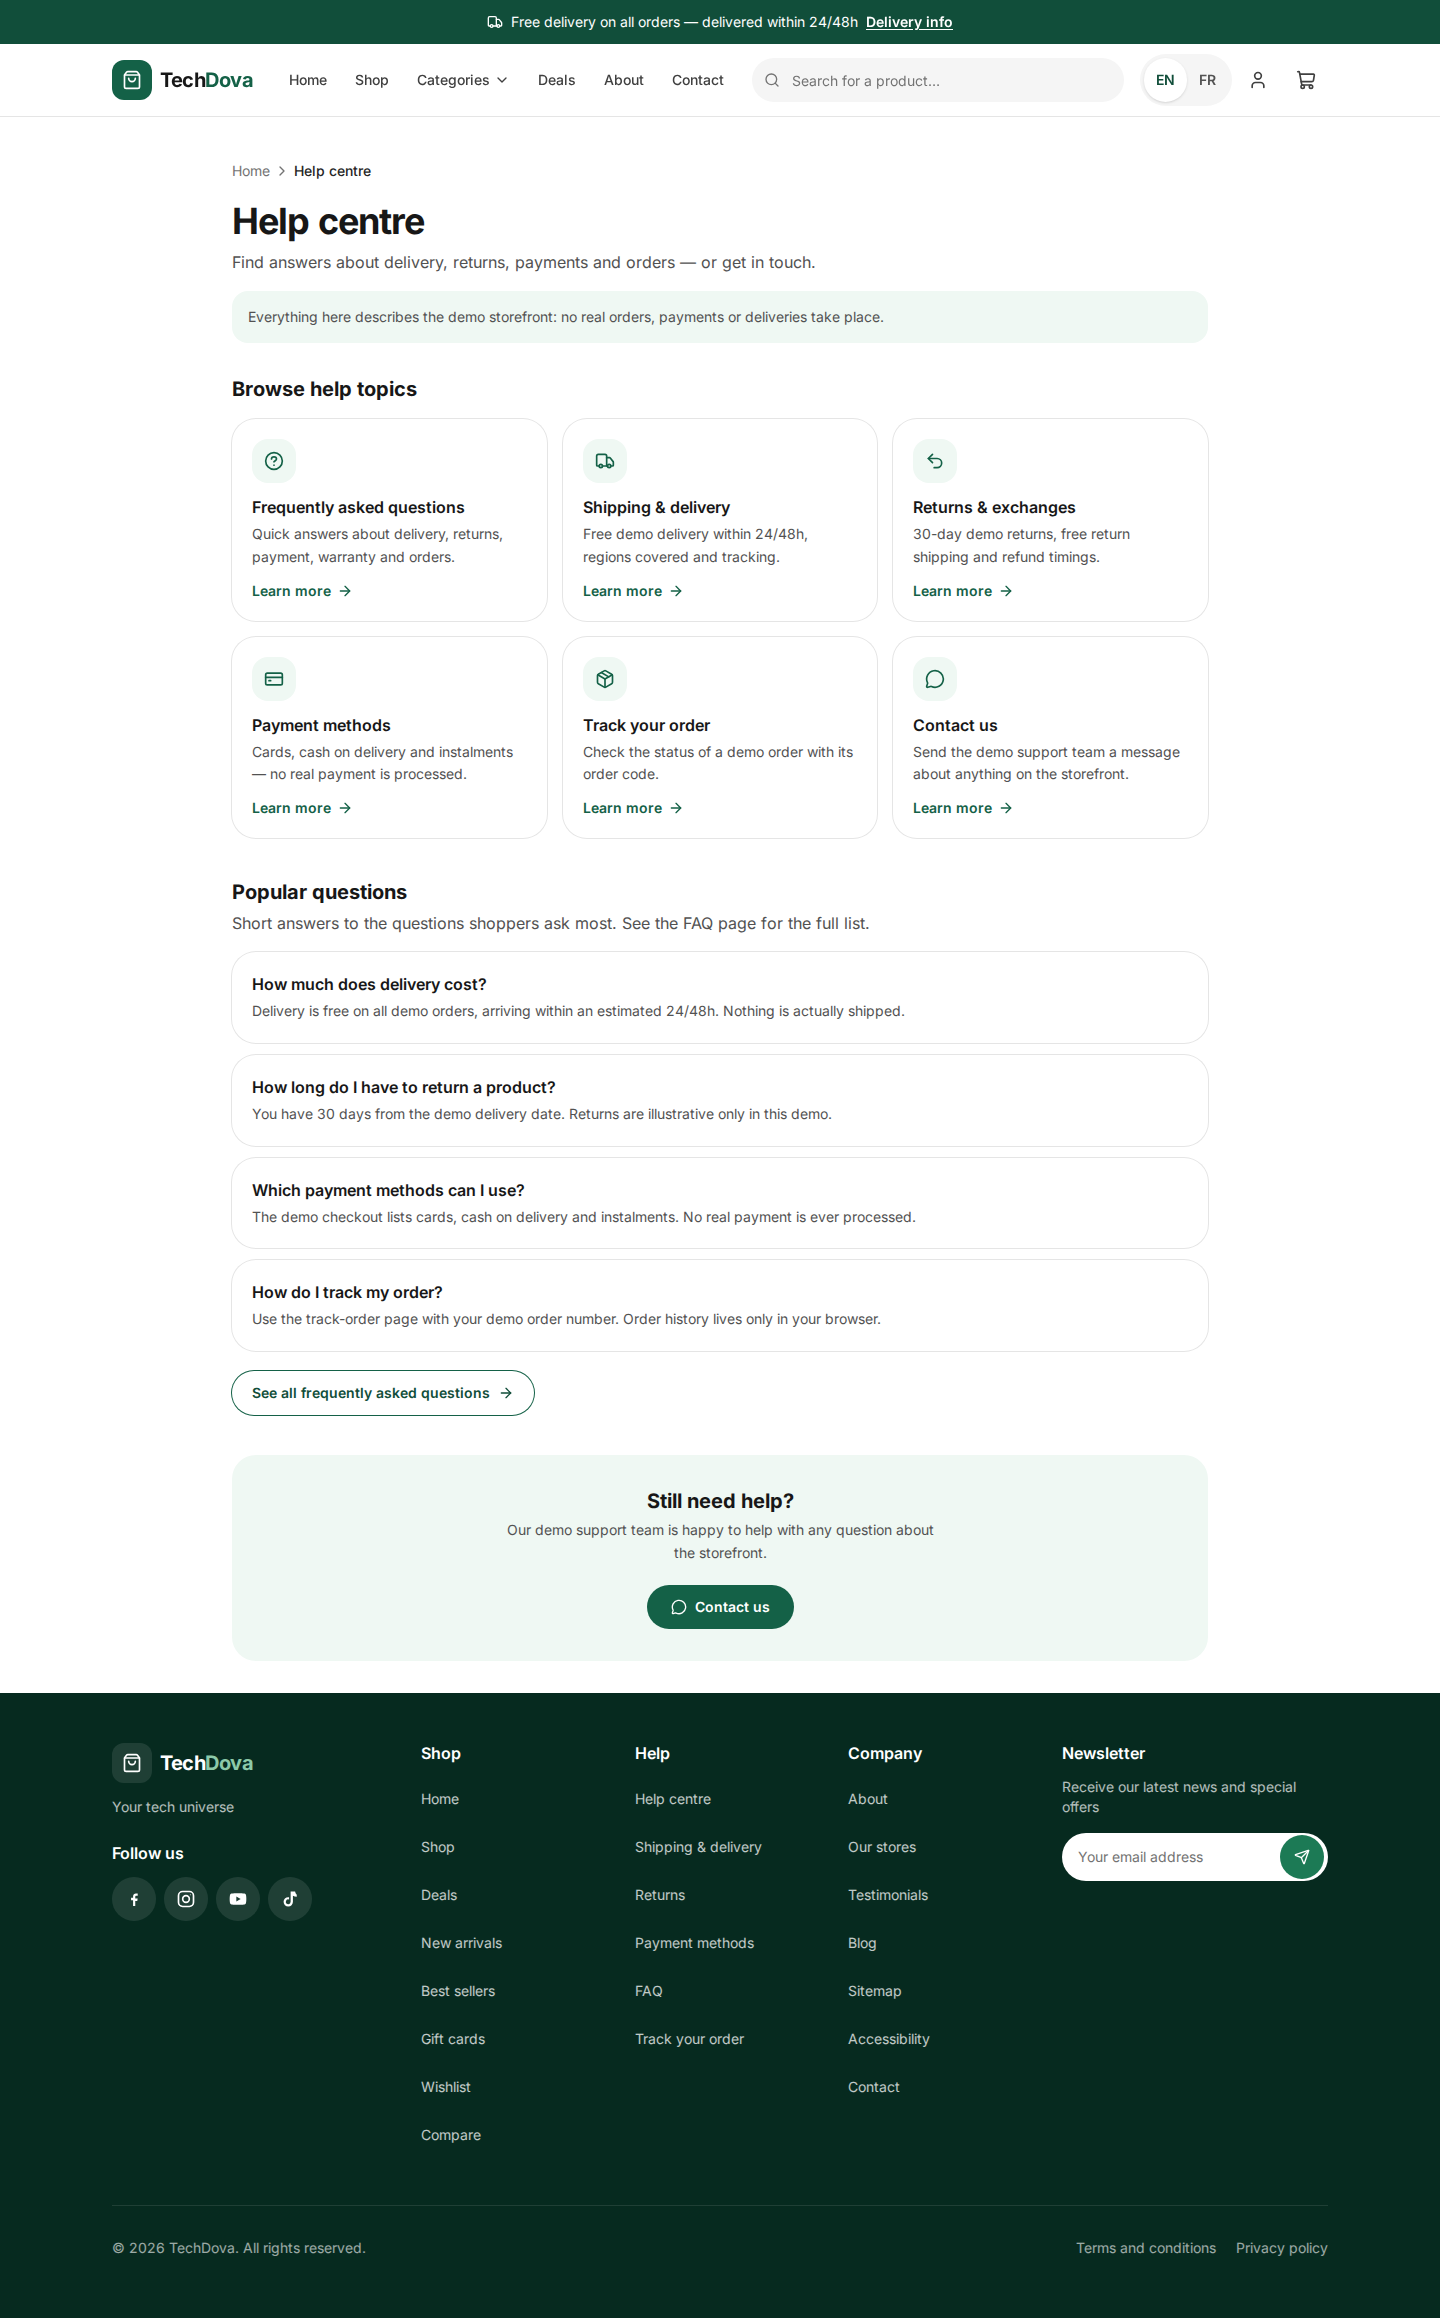 Free delivery on all orders — delivered within 24/48h Delivery info
TechDova
Home
Shop
Categories
Deals
About
Contact
Search for a product...
EN
FR
Home
Help centre
Help centre
Find answers about delivery, returns, payments and orders — or get in touch.
Everything here describes the demo storefront: no real orders, payments or deliveries take place.
Browse help topics
Frequently asked questions
Quick answers about delivery, returns,
payment, warranty and orders.
Learn more
Shipping & delivery
Free demo delivery within 24/48h,
regions covered and tracking.
Learn more
Returns & exchanges
30-day demo returns, free return
shipping and refund timings.
Learn more
Payment methods
Cards, cash on delivery and instalments
— no real payment is processed.
Learn more
Track your order
Check the status of a demo order with its
order code.
Learn more
Contact us
Send the demo support team a message
about anything on the storefront.
Learn more
Popular questions
Short answers to the questions shoppers ask most. See the FAQ page for the full list.
How much does delivery cost?
Delivery is free on all demo orders, arriving within an estimated 24/48h. Nothing is actually shipped.
How long do I have to return a product?
You have 30 days from the demo delivery date. Returns are illustrative only in this demo.
Which payment methods can I use?
The demo checkout lists cards, cash on delivery and instalments. No real payment is ever processed.
How do I track my order?
Use the track-order page with your demo order number. Order history lives only in your browser.
See all frequently asked questions
Still need help?
Our demo support team is happy to help with any question about
the storefront.
Contact us
TechDova
Your tech universe
Follow us
Shop
Home
Shop
Deals
New arrivals
Best sellers
Gift cards
Wishlist
Compare
Help
Help centre
Shipping & delivery
Returns
Payment methods
FAQ
Track your order
Company
About
Our stores
Testimonials
Blog
Sitemap
Accessibility
Contact
Newsletter
Receive our latest news and special
offers
Your email address
© 2026 TechDova. All rights reserved.
Terms and conditions
Privacy policy